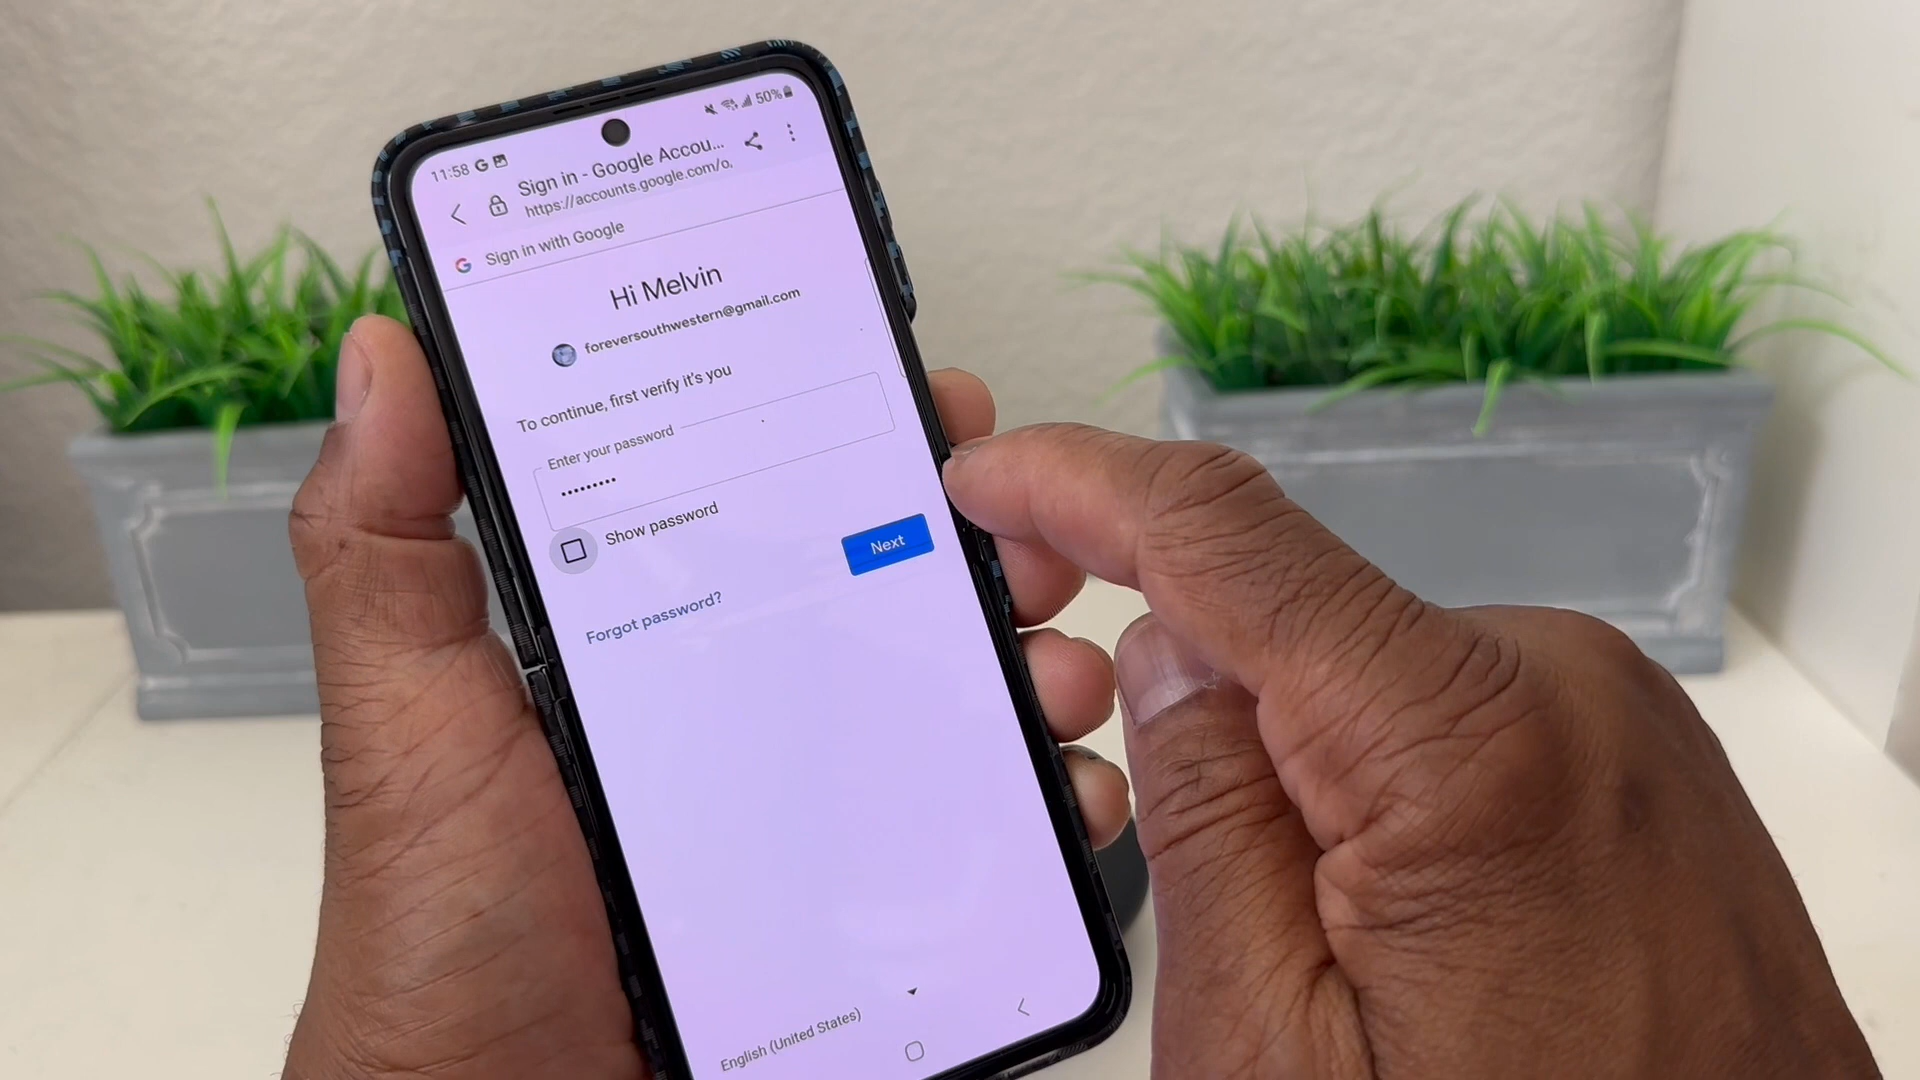 11:58 G
50%
Sign in - Google Accou...
https://accounts.google.com/o.
G Sign in with Google
Hi Melvin
foreversouthwestern@gmail.com
To continue, first verify it's you
Enter your password
•••••••••
Show password
Next
Forgot password?
English (United States)